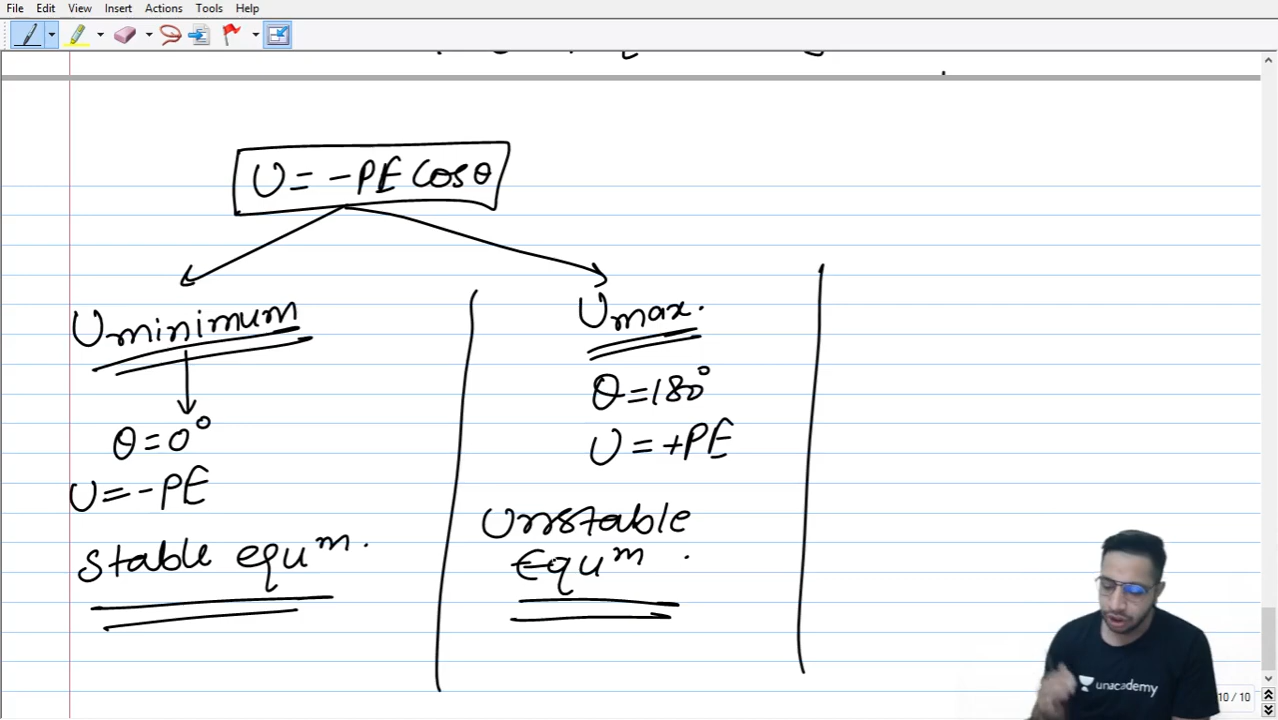 File Edit View Insert Actions Tools Help
U = -PE Cosθ
Uminimum
θ = 0°
U = -PE
stable equᵐ.
Umax.
θ = 180°
U = +PE
Unstable
Equᵐ.
unacademy
10 / 10